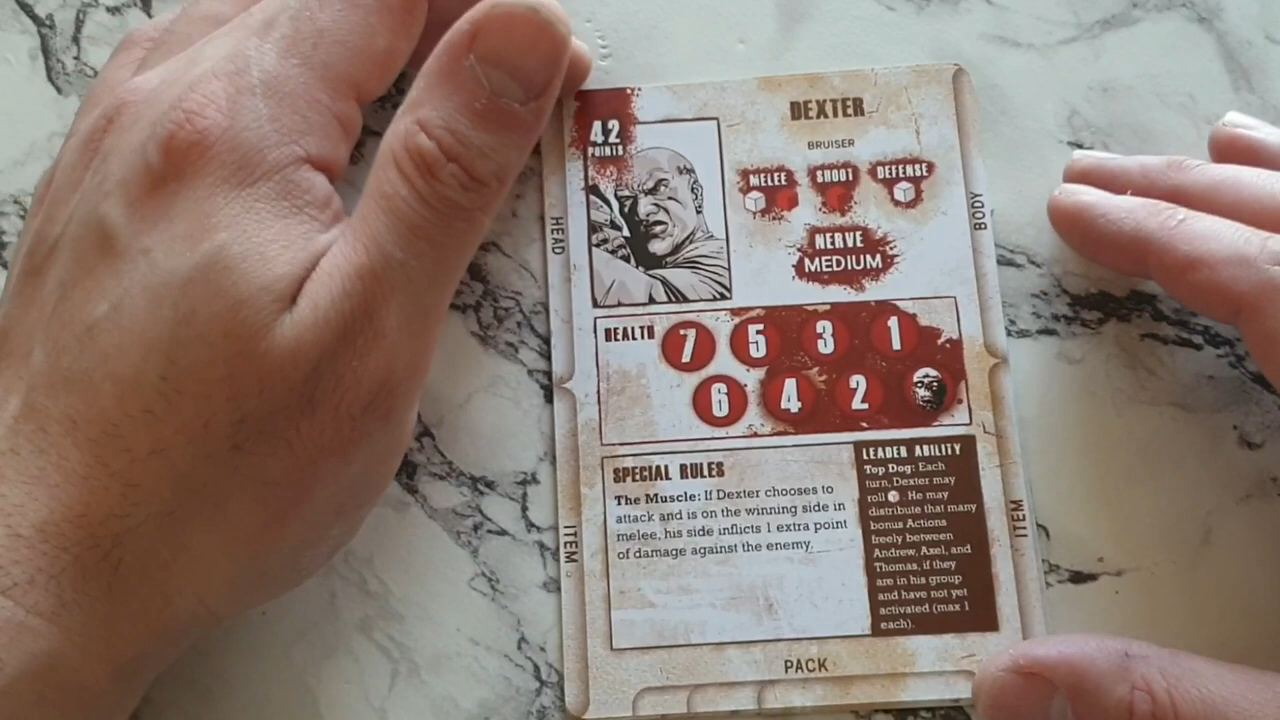 42
POINTS
DEXTER
BRUISER
MELEE
SHOOT
DEFENSE
NERVE
MEDIUM
HEAD
BODY
HEALTH
7
5
3
1
6
4
2
SPECIAL RULES
The Muscle: If Dexter chooses to
attack and is on the winning side in
melee, his side inflicts 1 extra point
of damage against the enemy.
LEADER ABILITY
Top Dog: Each
turn, Dexter may
roll . He may
distribute that many
bonus Actions
freely between
Andrew, Axel, and
Thomas, if they
are in his group
and have not yet
activated (max 1
each).
ITEM
ITEM
PACK